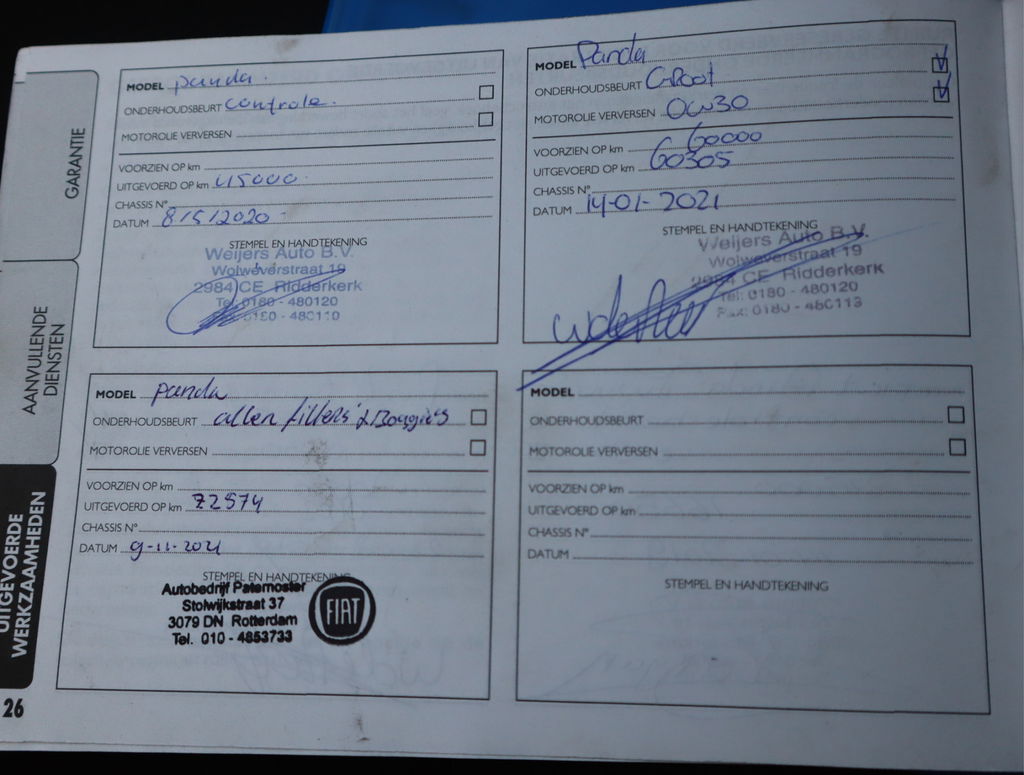 GARANTIE
AANVULLENDE
DIENSTEN
UITGEVOERDE
WERKZAAMHEDEN
26
MODEL panda
ONDERHOUDSBEURT Controle
MOTOROLIE VERVERSEN
VOORZIEN OP km
UITGEVOERD OP km 45000
CHASSIS N°
DATUM 8/5/2020
STEMPEL EN HANDTEKENING
Weijers Auto B.V.
Wolweverstraat 19
2984 CE Ridderkerk
Tel: 0180 - 480120
0180 - 480110
MODEL Panda
ONDERHOUDSBEURT Groot
MOTOROLIE VERVERSEN 0W30
VOORZIEN OP km 60000
UITGEVOERD OP km 60305
CHASSIS N°
DATUM 14-01-2021
STEMPEL EN HANDTEKENING
Weijers Auto B.V.
Wolweverstraat 19
2984 CE Ridderkerk
Tel: 0180 - 480120
Fax: 0180 - 480113
MODEL panda
ONDERHOUDSBEURT allen filters & Bougie's
MOTOROLIE VERVERSEN
VOORZIEN OP km
UITGEVOERD OP km 72574
CHASSIS N°
DATUM 9-11-2021
STEMPEL EN HANDTEKENING
Autobedrijf Paternoster
Stolwijkstraat 37
3079 DN Rotterdam
Tel. 010 - 4853733
FIAT
MODEL
ONDERHOUDSBEURT
MOTOROLIE VERVERSEN
VOORZIEN OP km
UITGEVOERD OP km
CHASSIS N°
DATUM
STEMPEL EN HANDTEKENING